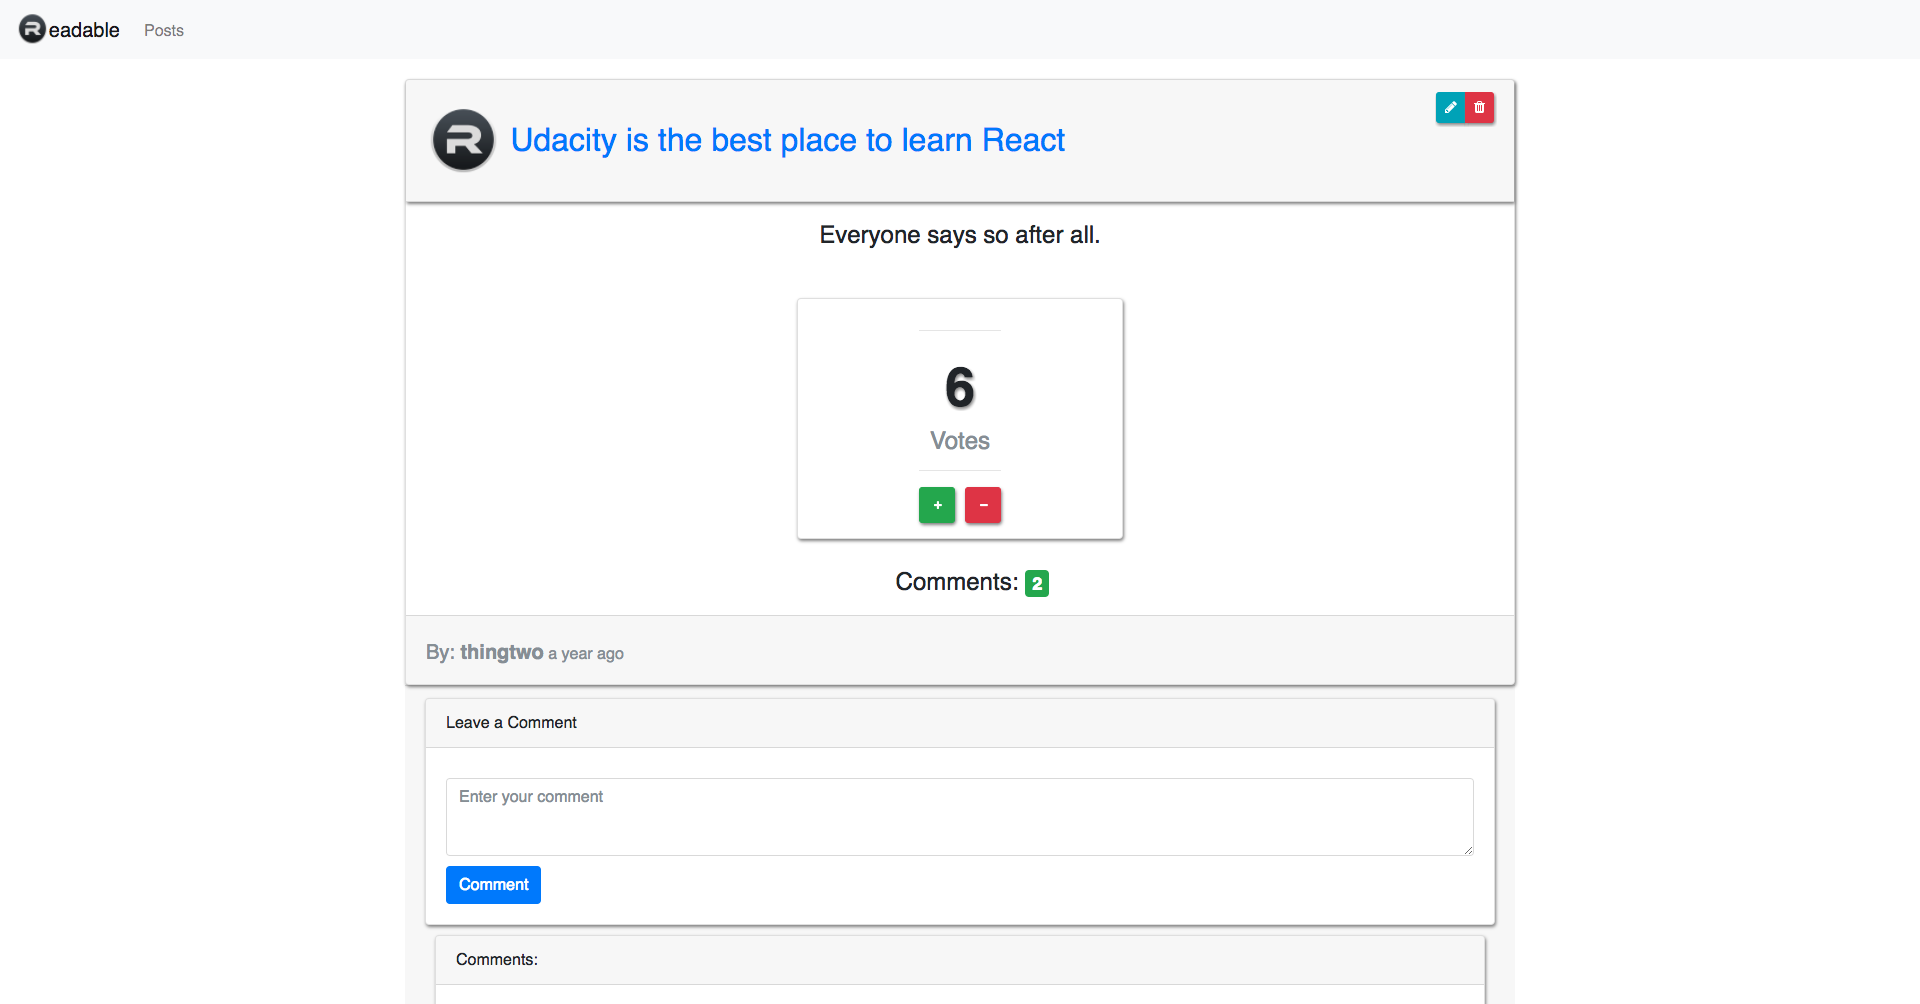 Readable Posts
R Udacity is the best place to learn React
Everyone says so after all.
6
Votes
+ −
Comments: 2
By: thingtwo a year ago
Leave a Comment
Enter your comment
Comment
Comments: